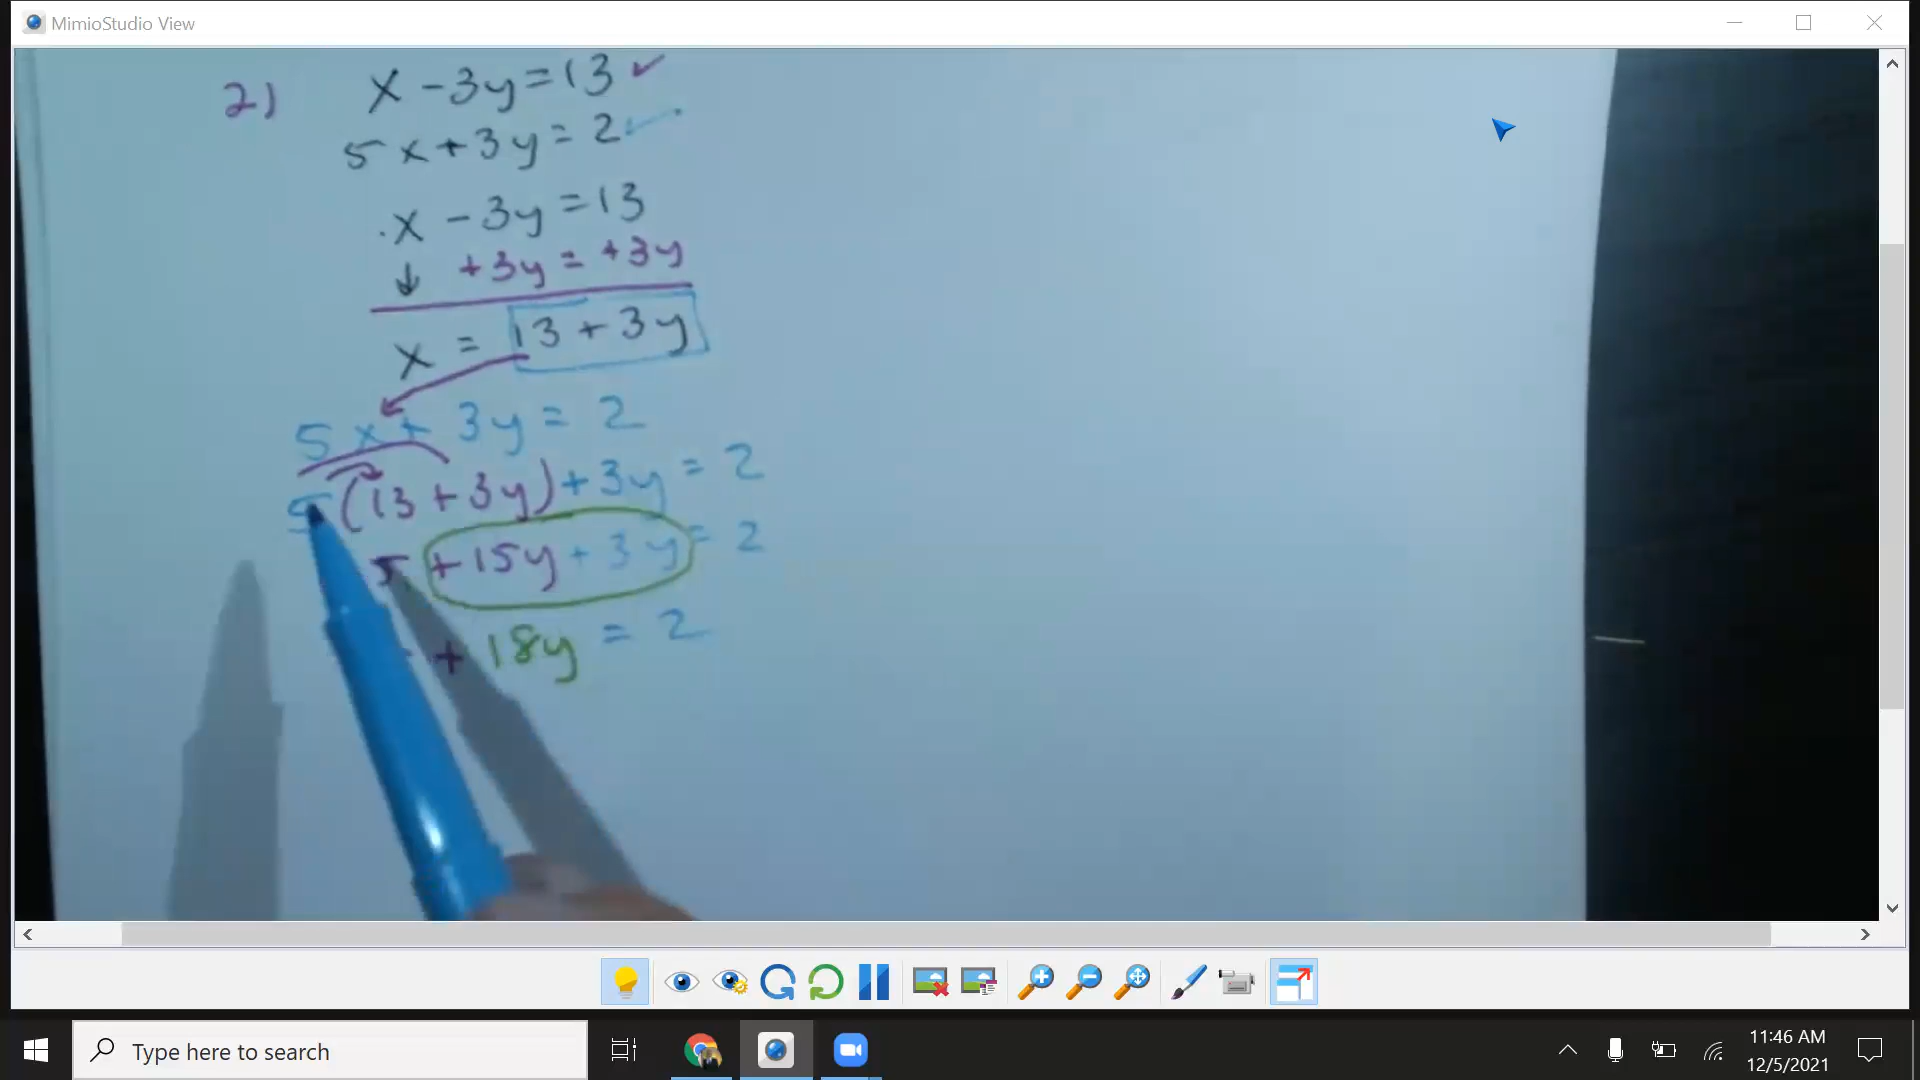 MimioStudio View
2) x - 3y = 13 ✓
5x + 3y = 2 ✓
x - 3y = 13
+3y = +3y
x = 13 + 3y
5x + 3y = 2
5(13 + 3y) + 3y = 2
5 + 15y + 3y = 2
+ 18y = 2
Type here to search
11:46 AM
12/5/2021